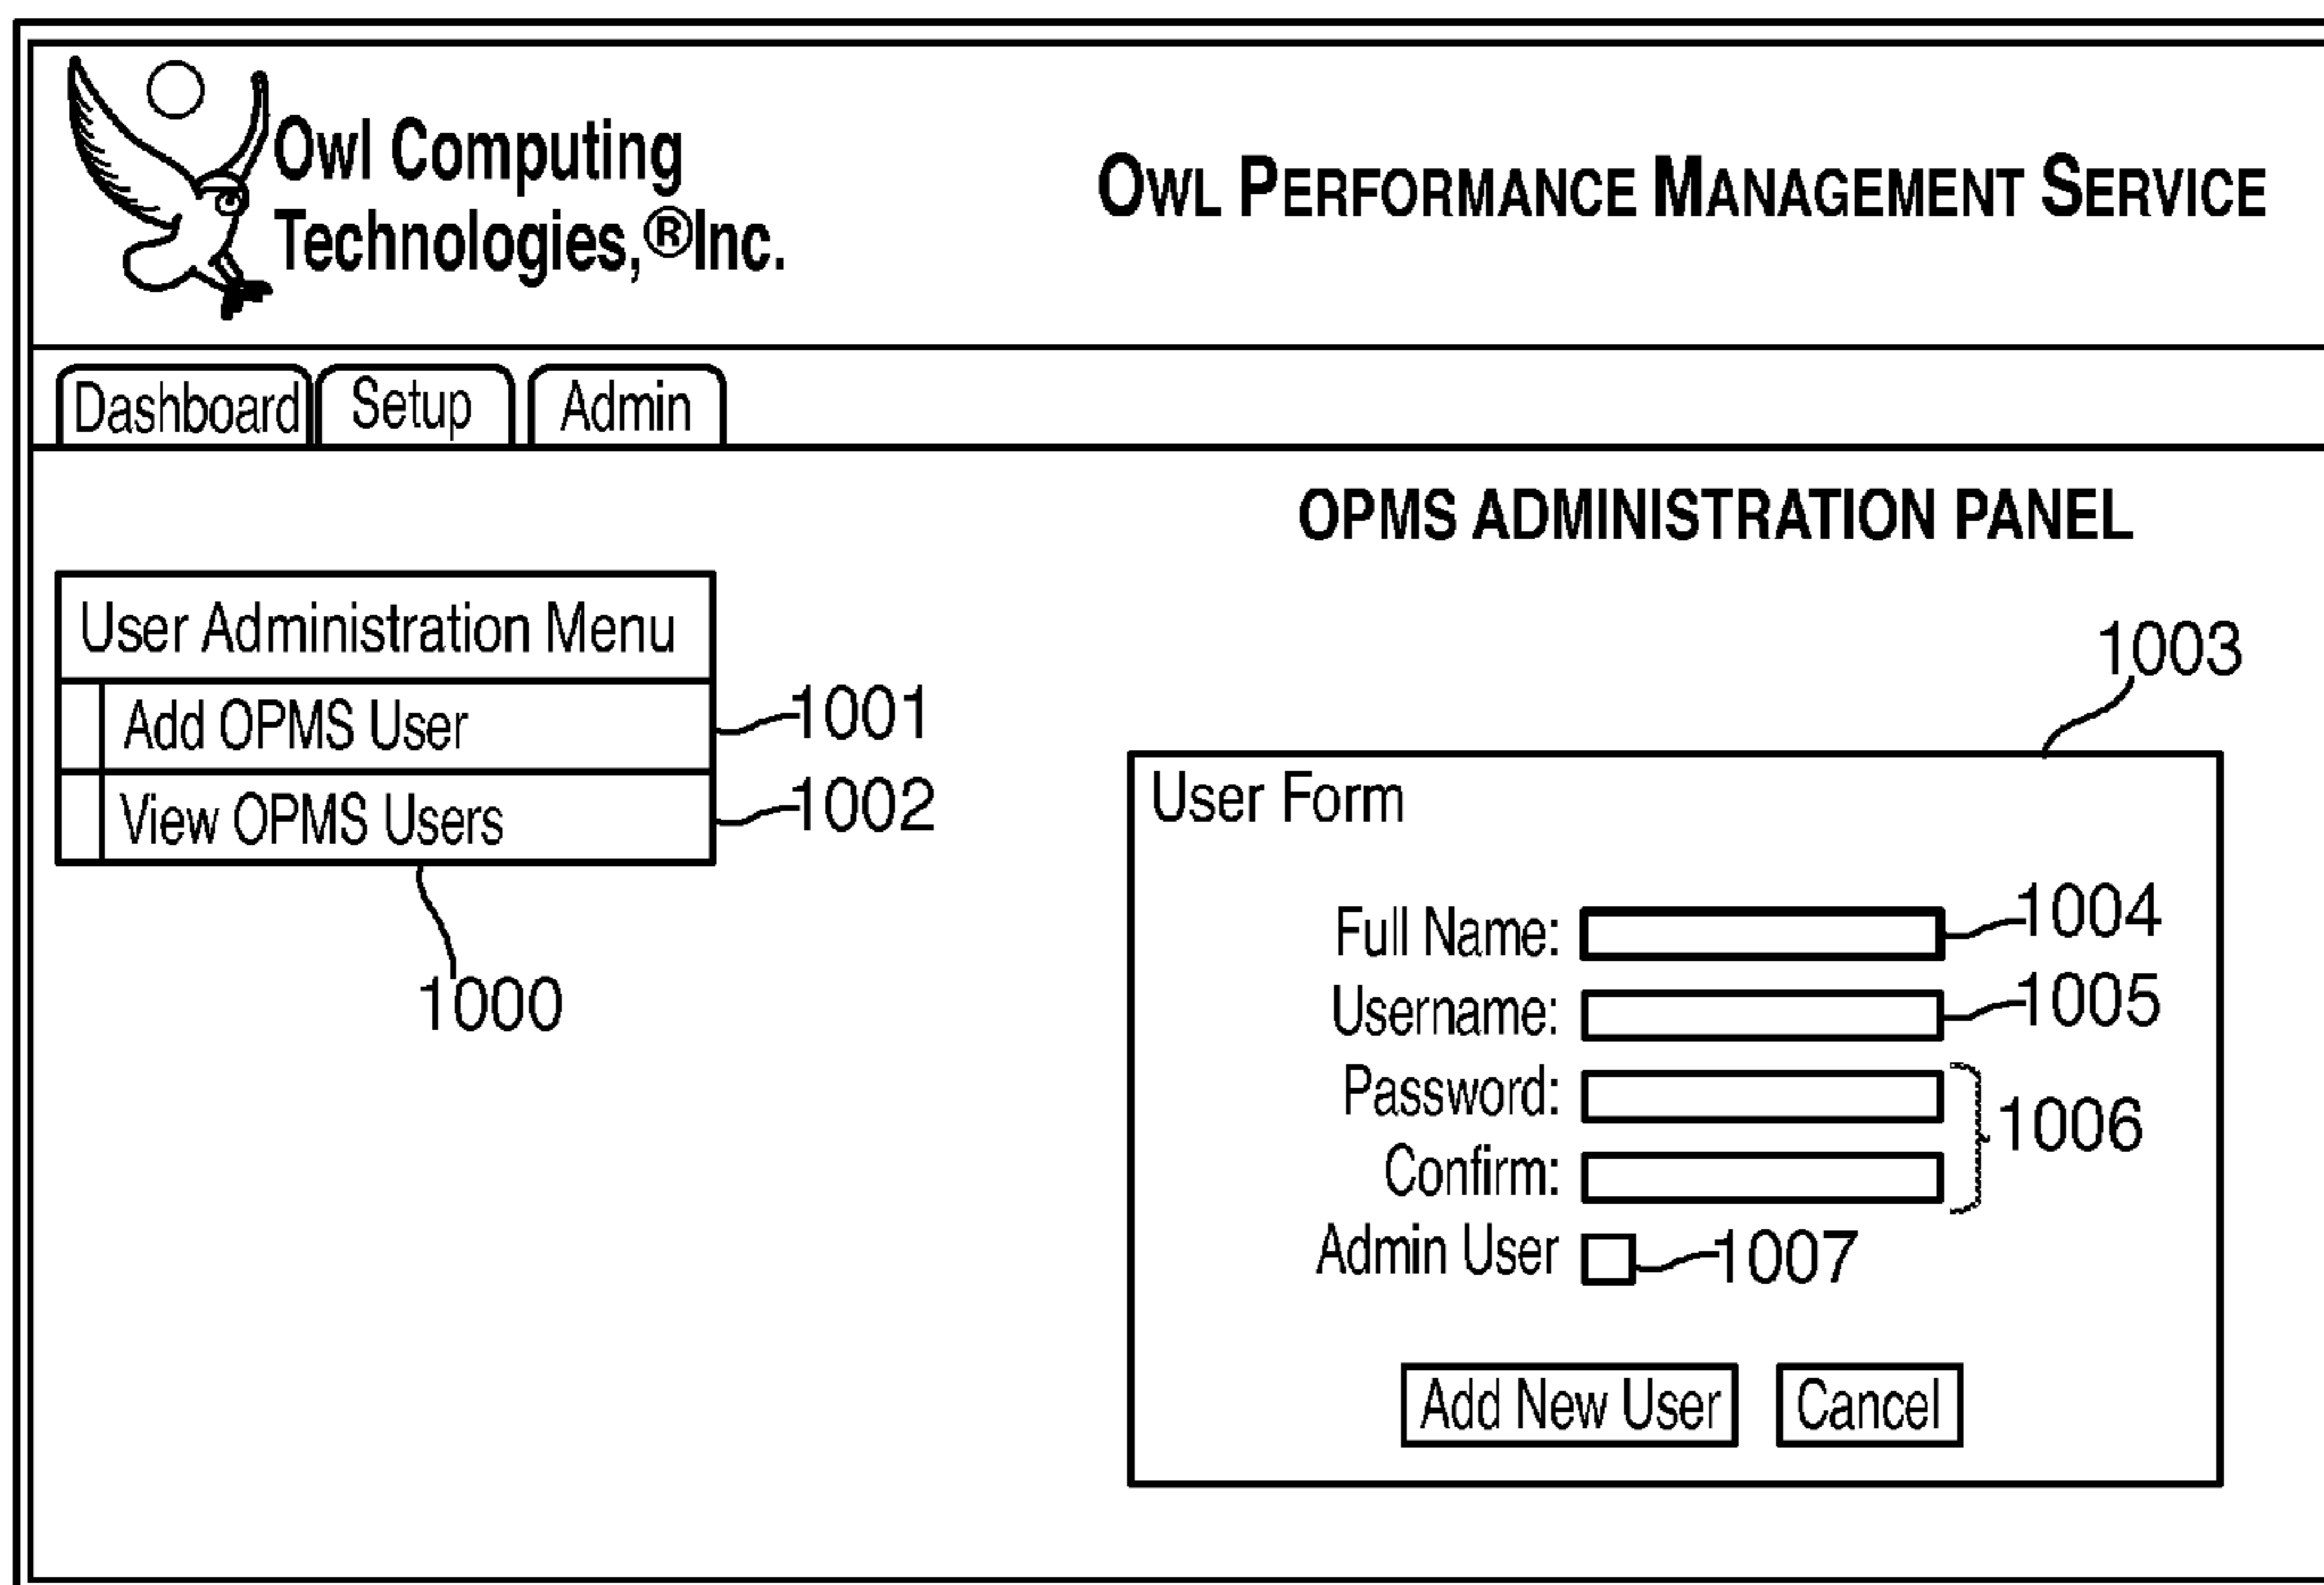 Owl Computing
Technologies,®Inc.
OWL PERFORMANCE MANAGEMENT SERVICE
Dashboard Setup Admin
OPMS ADMINISTRATION PANEL
User Administration Menu
Add OPMS User 1001
View OPMS Users 1002
1000
1003
User Form
Full Name: 1004
Username: 1005
Password:
1006
Confirm:
Admin User 1007
Add New User Cancel